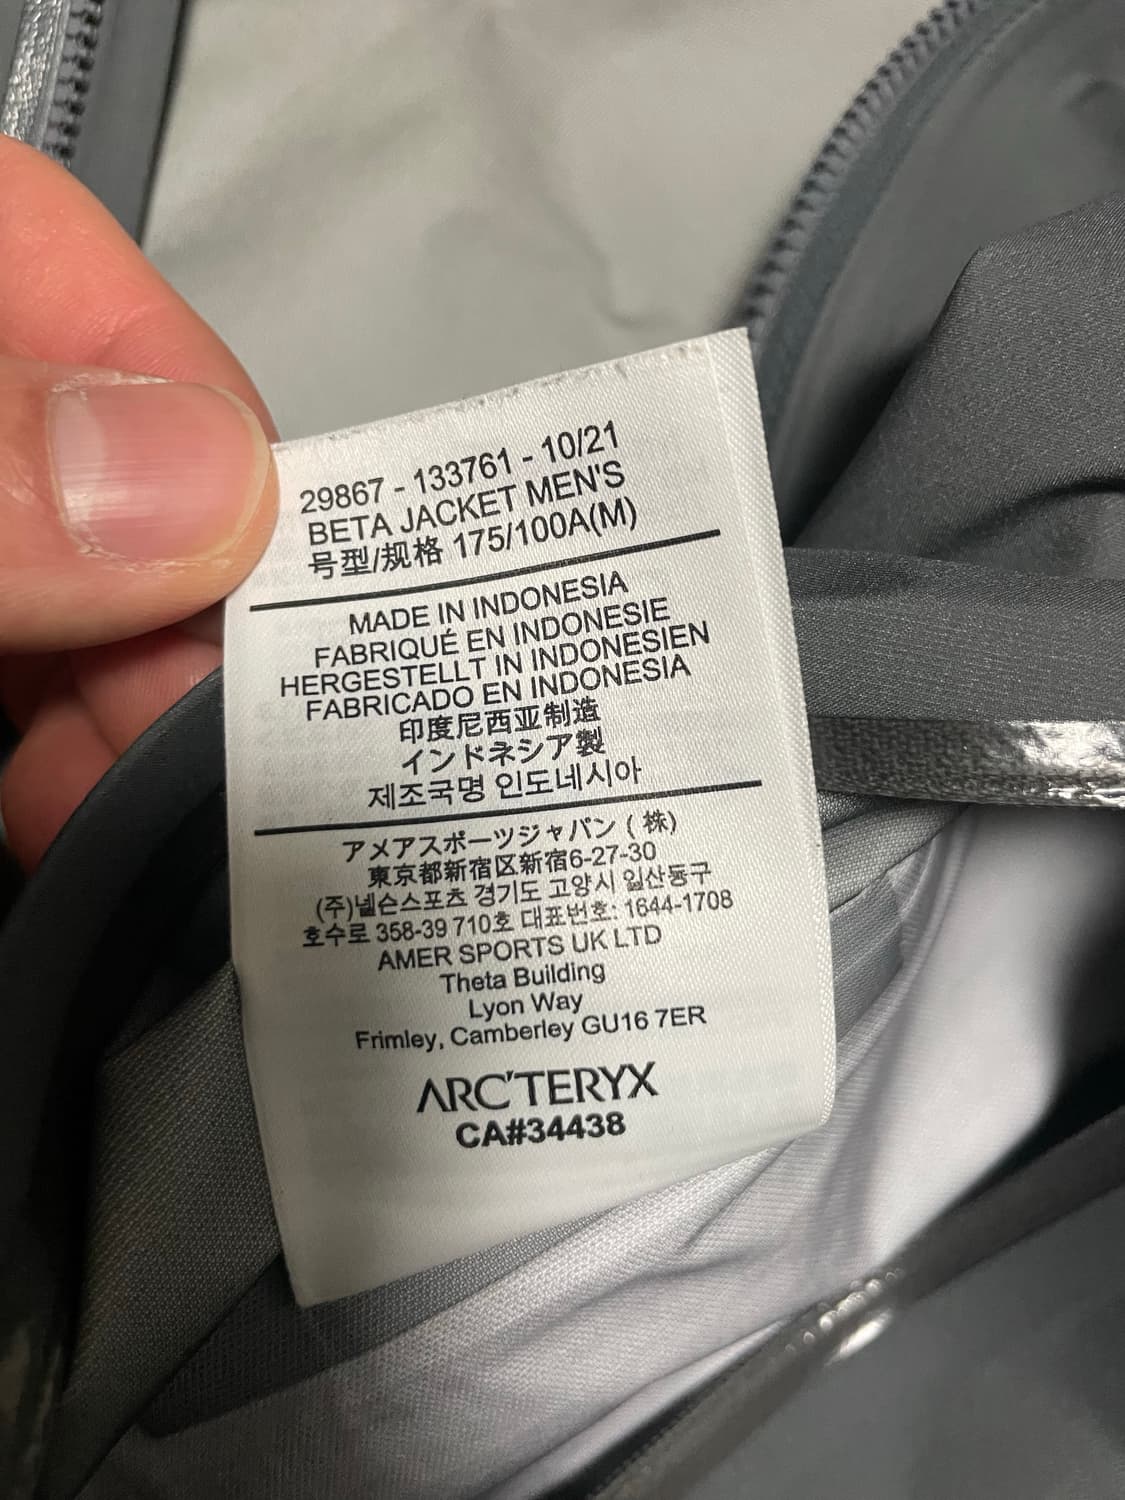 29867 - 133761 - 10/21
BETA JACKET MEN'S
号型/规格 175/100A(M)
MADE IN INDONESIA
FABRIQUÉ EN INDONESIE
HERGESTELLT IN INDONESIEN
FABRICADO EN INDONESIA
印度尼西亚制造
インドネシア製
제조국명 인도네시아
アメアスポーツジャパン (株)
東京都新宿区新宿6-27-30
(주)넬슨스포츠 경기도 고양시 일산동구
호수로 358-39 710호 대표번호: 1644-1708
AMER SPORTS UK LTD
Theta Building
Lyon Way
Frimley, Camberley GU16 7ER
ARC'TERYX
CA#34438